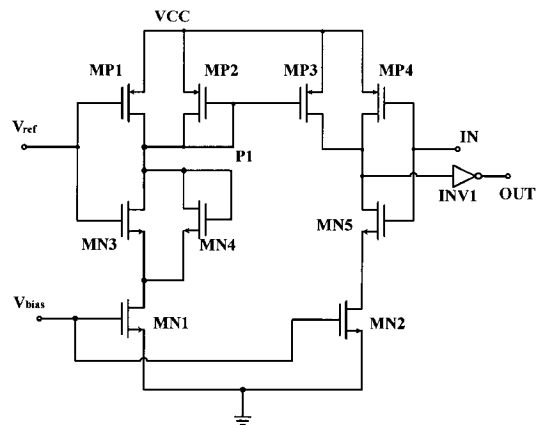 VCC
MP1
MP2
MP3
MP4
Vref
IN
P1
INV1
OUT
MN3
MN4
MN5
Vbias
MN1
MN2